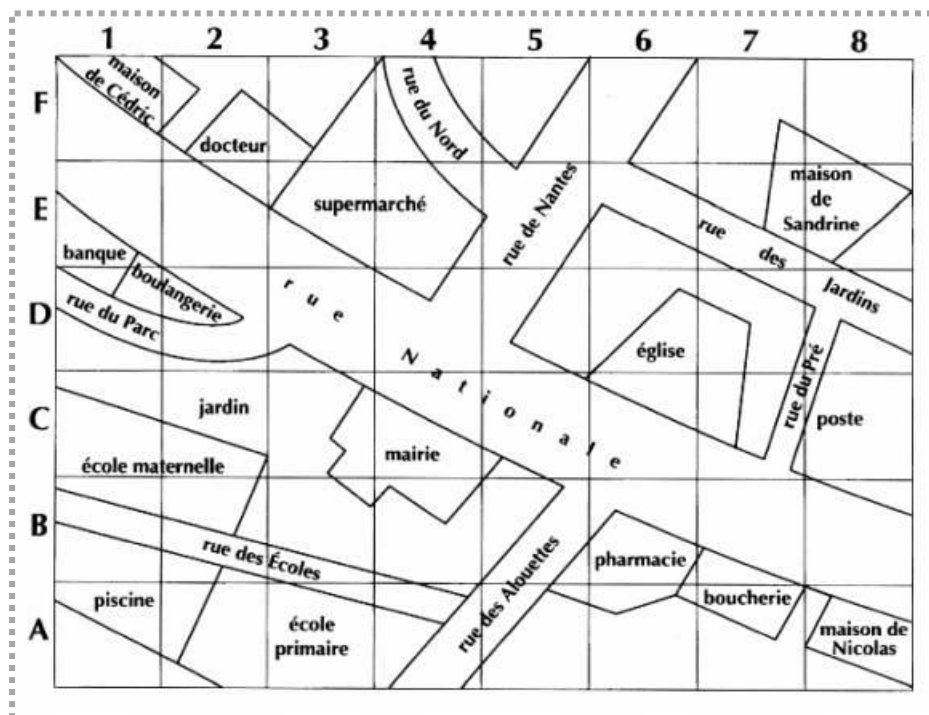 1 2 3 4 5 6 7 8
F
maison
de Cédric
docteur
rue du Nord
E
supermarché
rue de Nantes
maison
de
Sandrine
rue des Jardins
banque
boulangerie
D
rue du Parc
rue Nationale
église
rue du Pré
C
jardin
école maternelle
mairie
poste
B
rue des Écoles
rue des Alouettes
pharmacie
A
piscine
école
primaire
boucherie
maison de
Nicolas